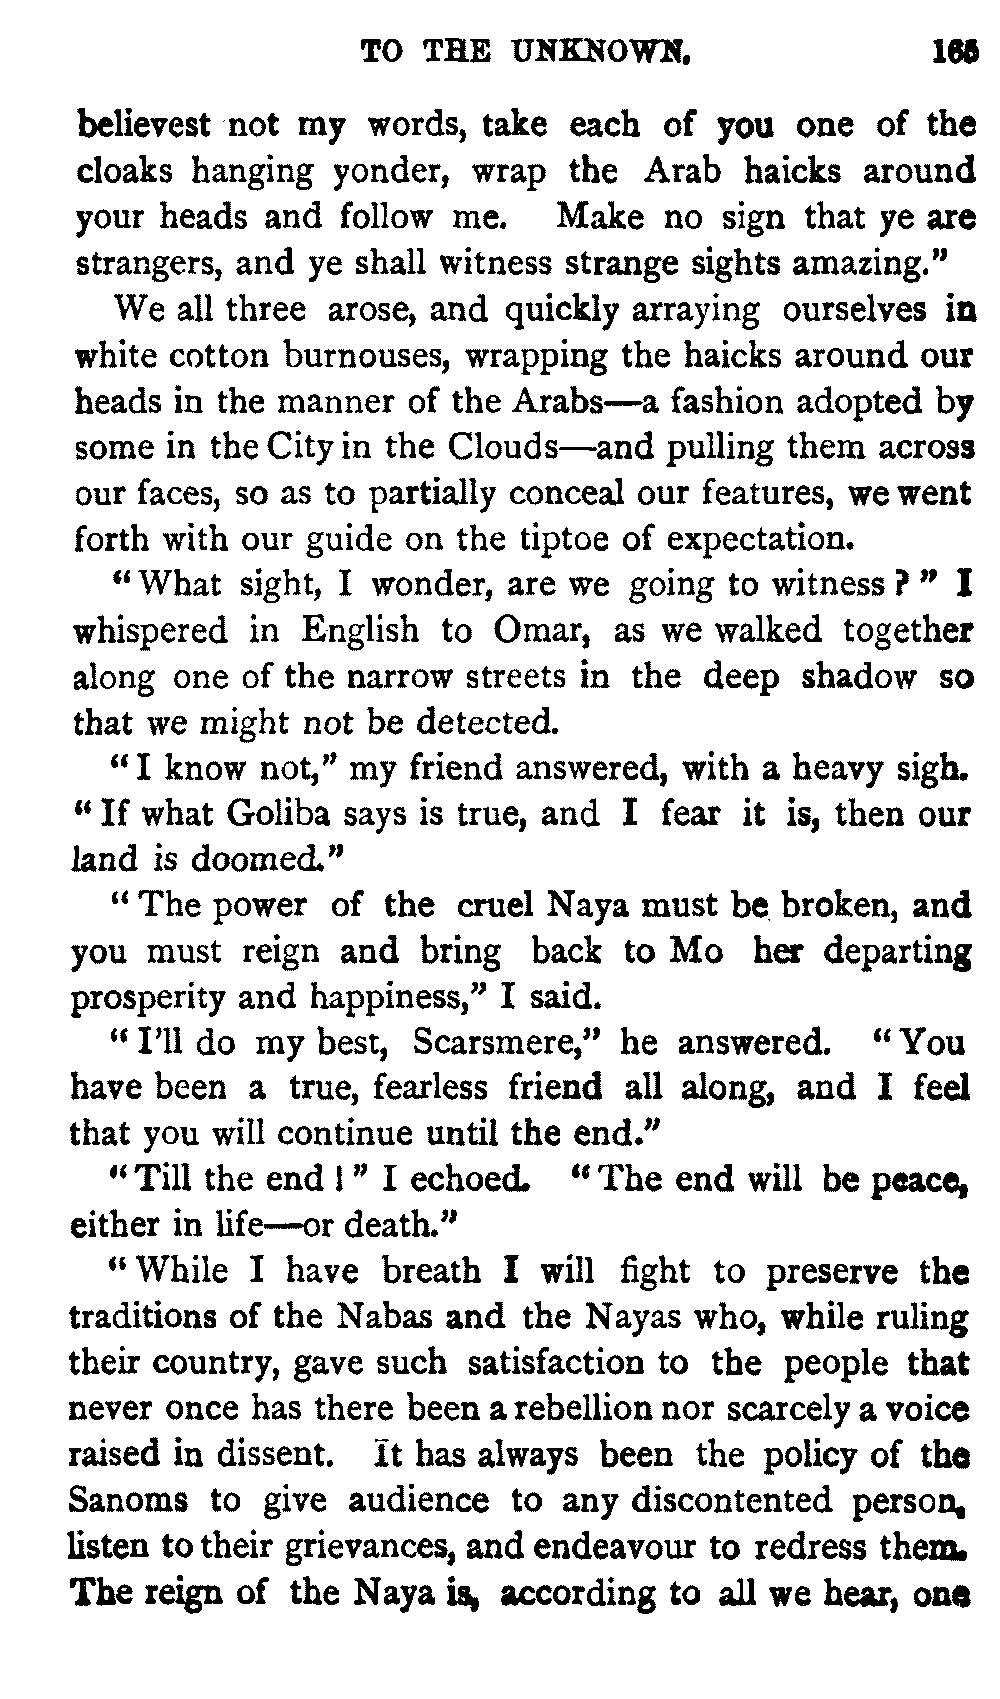 TO THE UNKNOWN. 165
believest not my words, take each of you one of the
cloaks hanging yonder, wrap the Arab haicks around
your heads and follow me. Make no sign that ye are
strangers, and ye shall witness strange sights amazing."
We all three arose, and quickly arraying ourselves in
white cotton burnouses, wrapping the haicks around our
heads in the manner of the Arabs—a fashion adopted by
some in the City in the Clouds—and pulling them across
our faces, so as to partially conceal our features, we went
forth with our guide on the tiptoe of expectation.
"What sight, I wonder, are we going to witness?" I
whispered in English to Omar, as we walked together
along one of the narrow streets in the deep shadow so
that we might not be detected.
"I know not," my friend answered, with a heavy sigh.
"If what Goliba says is true, and I fear it is, then our
land is doomed."
"The power of the cruel Naya must be broken, and
you must reign and bring back to Mo her departing
prosperity and happiness," I said.
"I'll do my best, Scarsmere," he answered. "You
have been a true, fearless friend all along, and I feel
that you will continue until the end."
"Till the end!" I echoed. "The end will be peace,
either in life—or death."
"While I have breath I will fight to preserve the
traditions of the Nabas and the Nayas who, while ruling
their country, gave such satisfaction to the people that
never once has there been a rebellion nor scarcely a voice
raised in dissent. It has always been the policy of the
Sanoms to give audience to any discontented person,
listen to their grievances, and endeavour to redress them.
The reign of the Naya is, according to all we hear, one